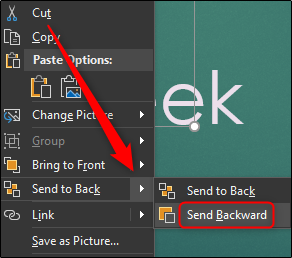 Cut
Copy
Paste Options:
Change Picture
Group
Bring to Front
Send to Back
Link
Save as Picture...
eek
Send to Back
Send Backward